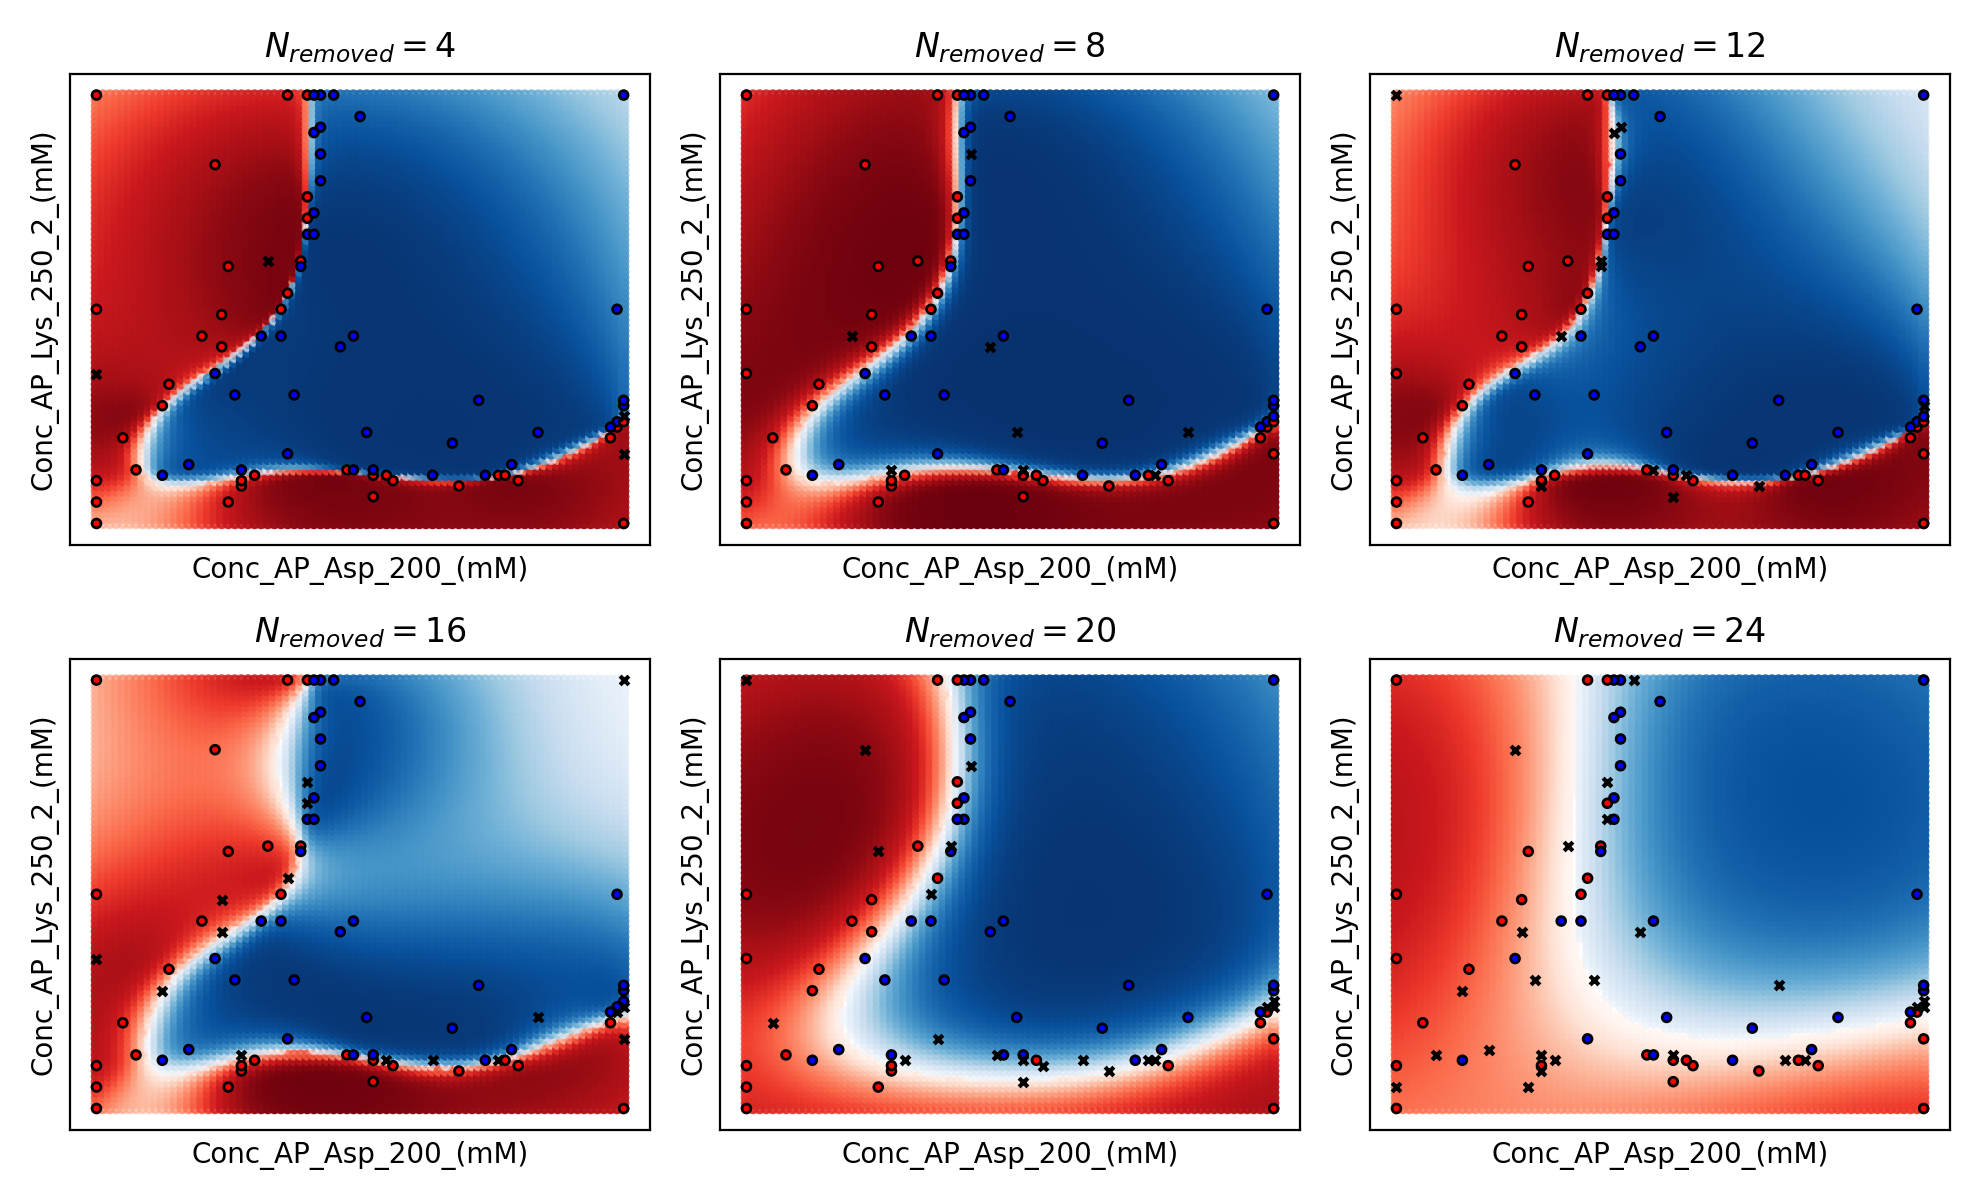 N_removed = 4
N_removed = 8
N_removed = 12
Conc_AP_Lys_250_2_(mM)
Conc_AP_Lys_250_2_(mM)
Conc_AP_Lys_250_2_(mM)
Conc_AP_Asp_200_(mM)
Conc_AP_Asp_200_(mM)
Conc_AP_Asp_200_(mM)
N_removed = 16
N_removed = 20
N_removed = 24
Conc_AP_Lys_250_2_(mM)
Conc_AP_Lys_250_2_(mM)
Conc_AP_Lys_250_2_(mM)
Conc_AP_Asp_200_(mM)
Conc_AP_Asp_200_(mM)
Conc_AP_Asp_200_(mM)